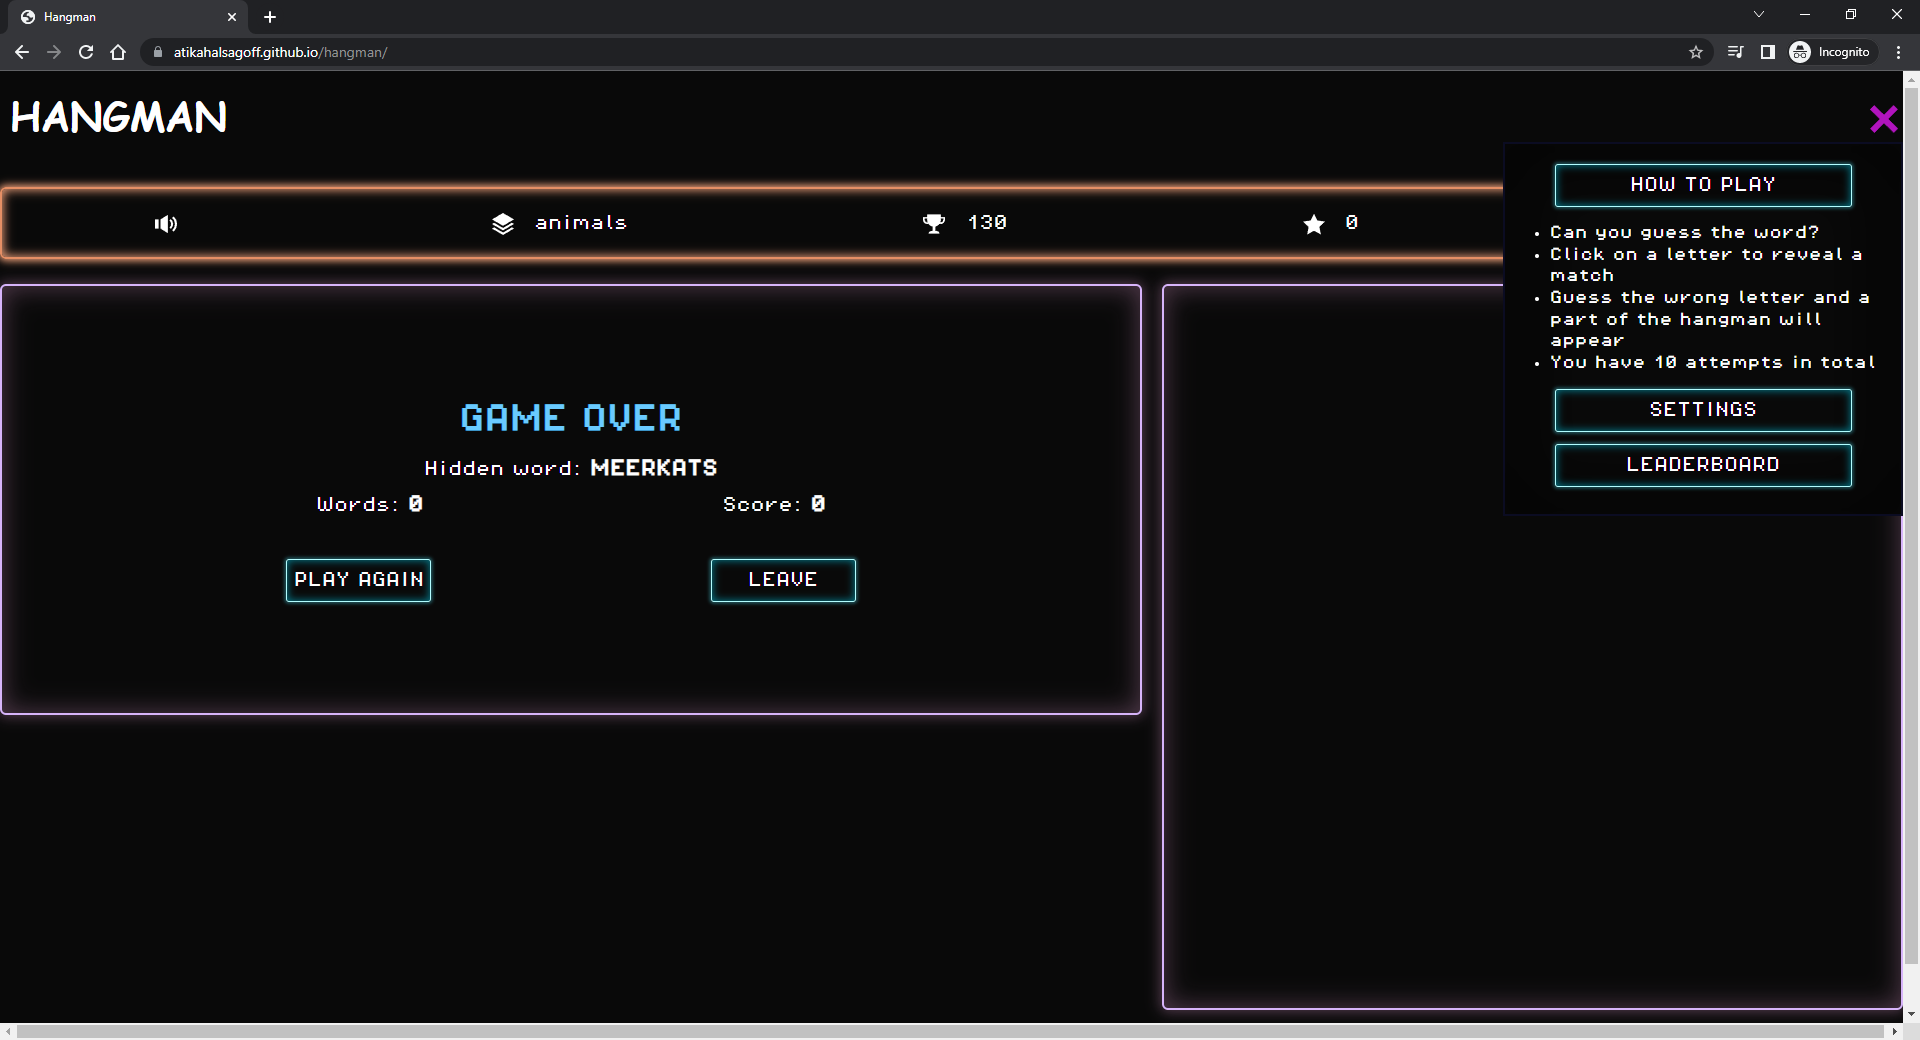 Hangman
atikahalsagoff.github.io/hangman/
Incognito
HANGMAN
animals
130
0
HOW TO PLAY
• Can you guess the word?
• Click on a letter to reveal a
match
• Guess the wrong letter and a
part of the hangman will
appear
• You have 10 attempts in total
SETTINGS
LEADERBOARD
GAME OVER
Hidden word: MEERKATS
Words: 0 Score: 0
PLAY AGAIN LEAVE